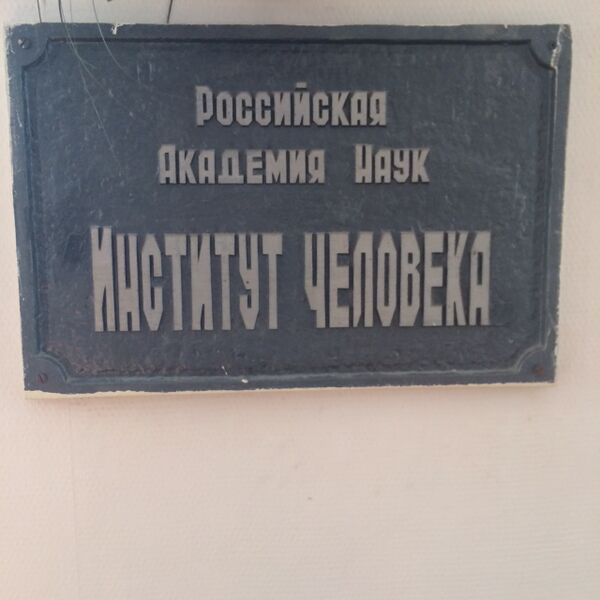 Российская
Академия Наук
Институт человека